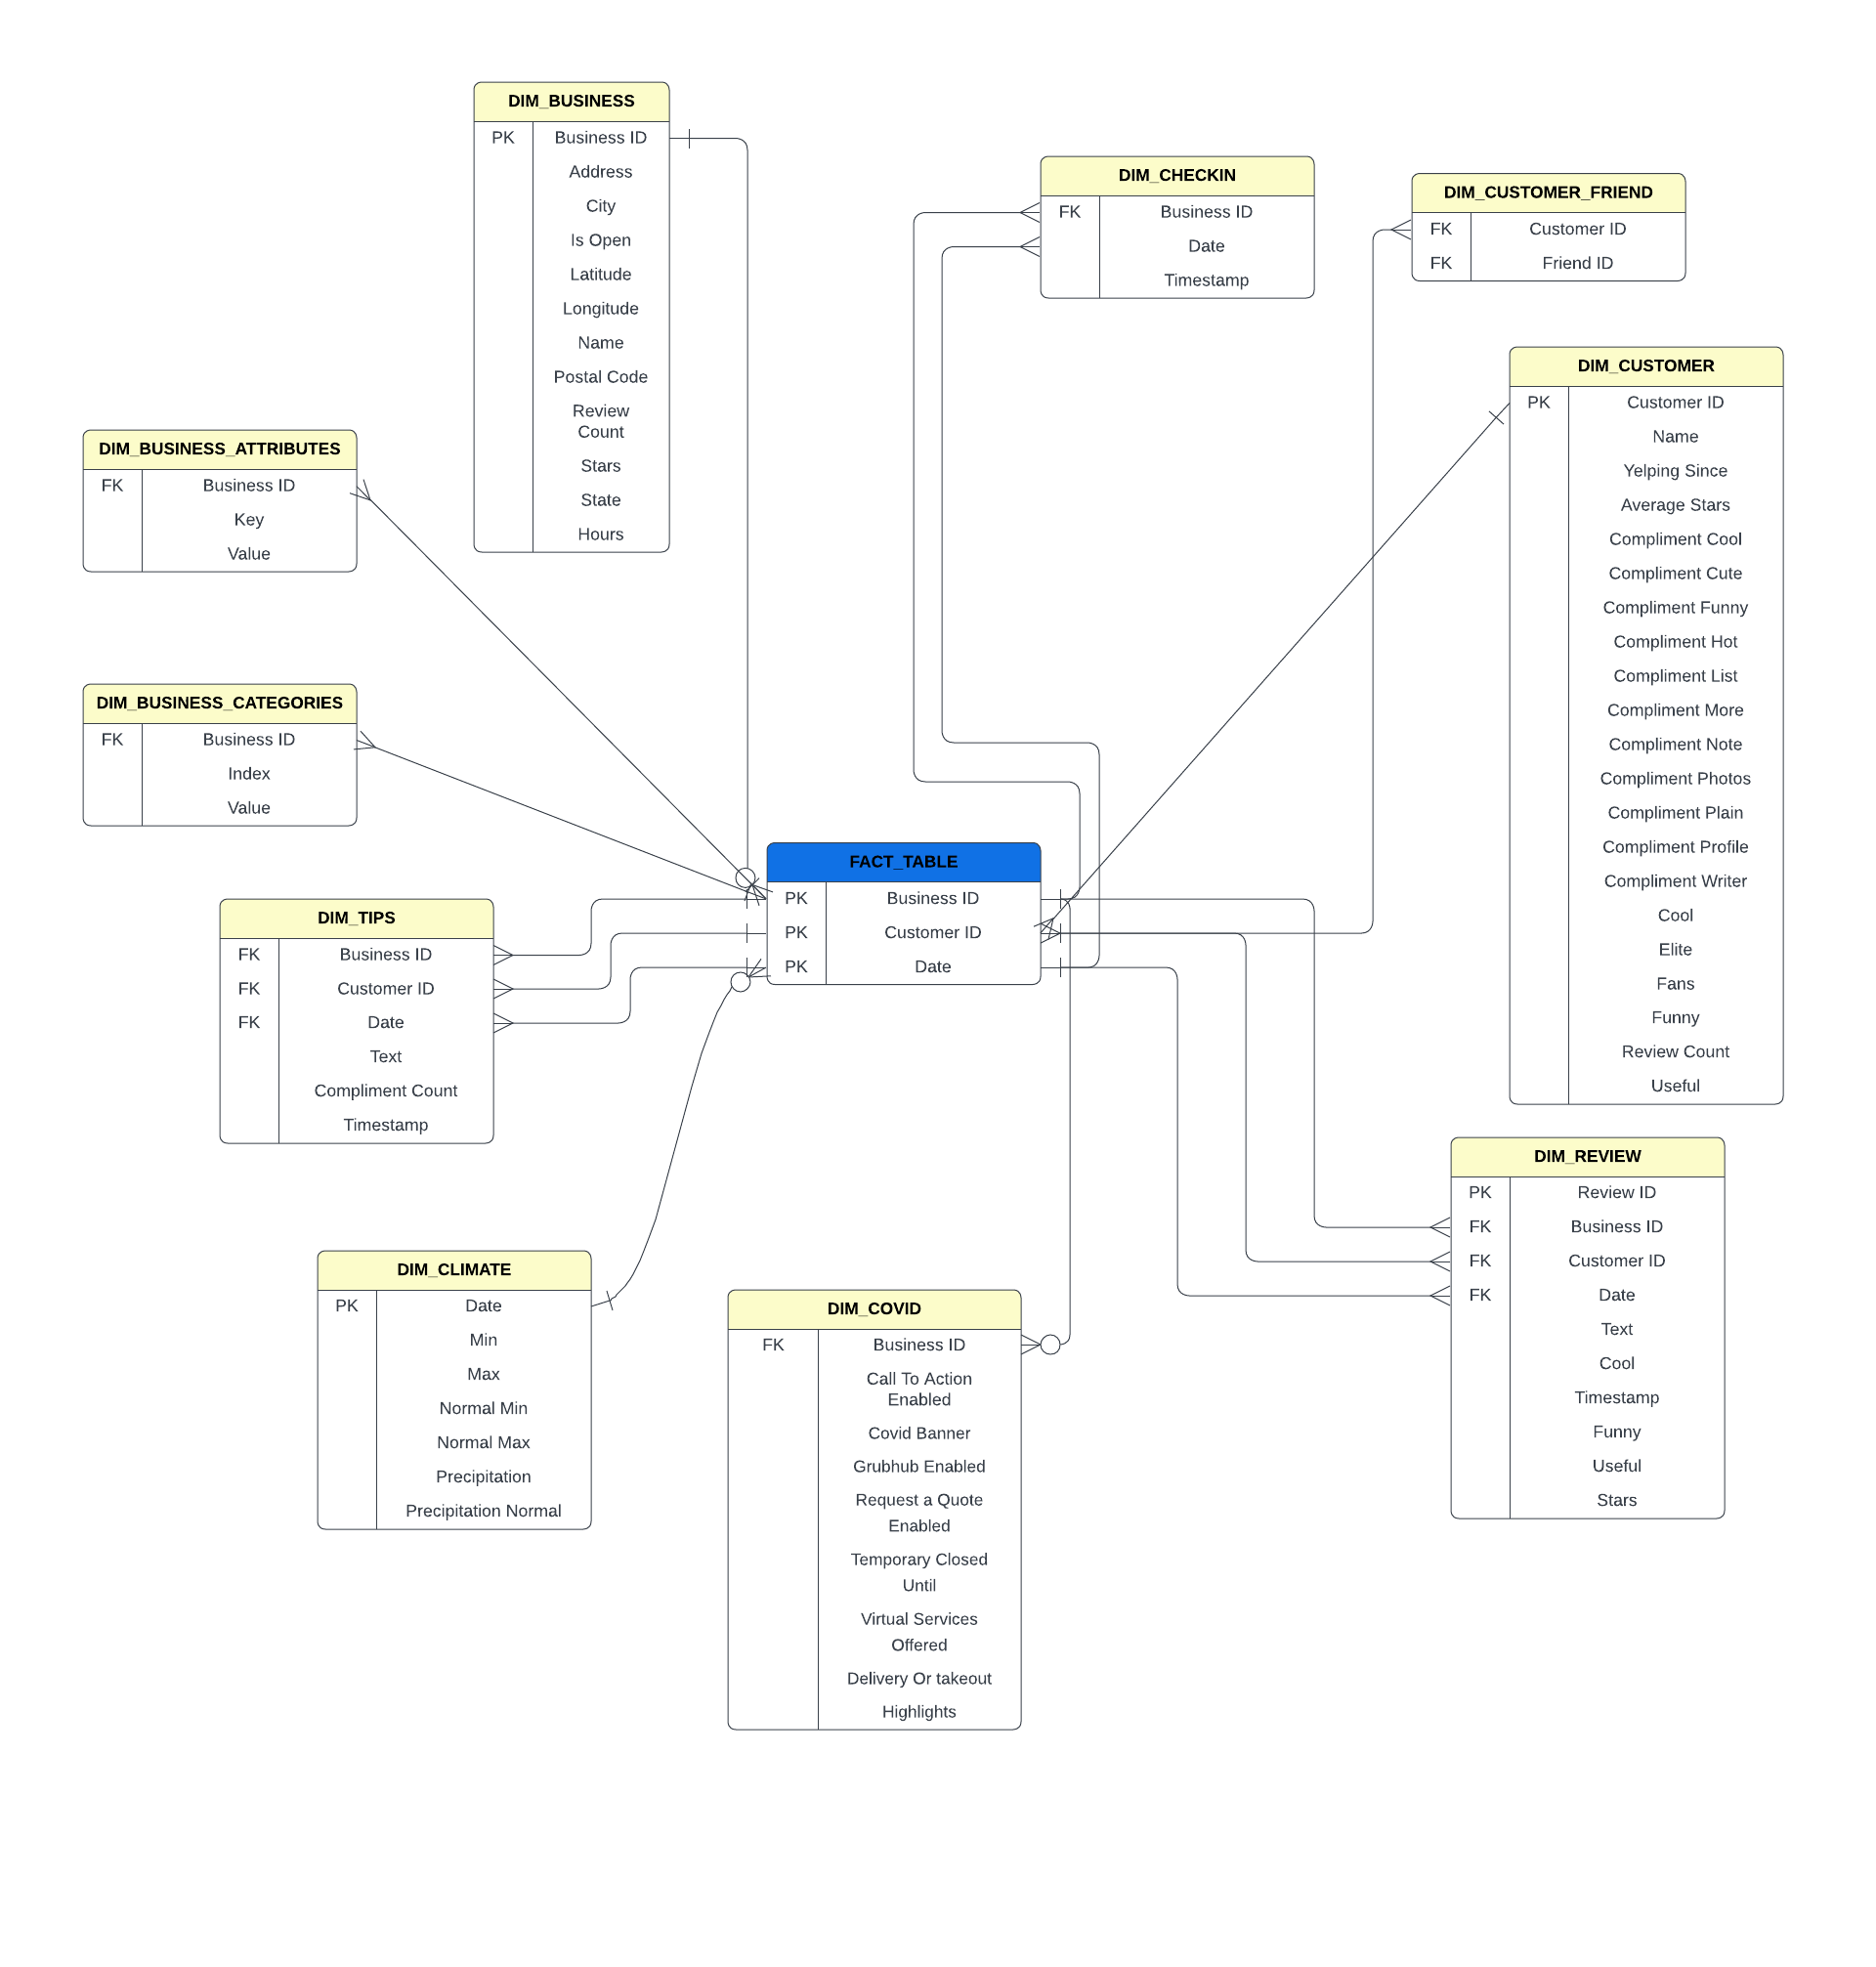 DIM_BUSINESS
PK Business ID
Address
City
Is Open
Latitude
Longitude
Name
Postal Code
Review
Count
Stars
State
Hours
DIM_CHECKIN
FK Business ID
Date
Timestamp
DIM_CUSTOMER_FRIEND
FK Customer ID
FK Friend ID
DIM_CUSTOMER
PK Customer ID
Name
Yelping Since
Average Stars
Compliment Cool
Compliment Cute
Compliment Funny
Compliment Hot
Compliment List
Compliment More
Compliment Note
Compliment Photos
Compliment Plain
Compliment Profile
Compliment Writer
Cool
Elite
Fans
Funny
Review Count
Useful
DIM_BUSINESS_ATTRIBUTES
FK Business ID
Key
Value
DIM_BUSINESS_CATEGORIES
FK Business ID
Index
Value
FACT_TABLE
PK Business ID
PK Customer ID
PK Date
DIM_TIPS
FK Business ID
FK Customer ID
FK Date
Text
Compliment Count
Timestamp
DIM_REVIEW
PK Review ID
FK Business ID
FK Customer ID
FK Date
Text
Cool
Timestamp
Funny
Useful
Stars
DIM_CLIMATE
PK Date
Min
Max
Normal Min
Normal Max
Precipitation
Precipitation Normal
DIM_COVID
FK Business ID
Call To Action
Enabled
Covid Banner
Grubhub Enabled
Request a Quote
Enabled
Temporary Closed
Until
Virtual Services
Offered
Delivery Or takeout
Highlights